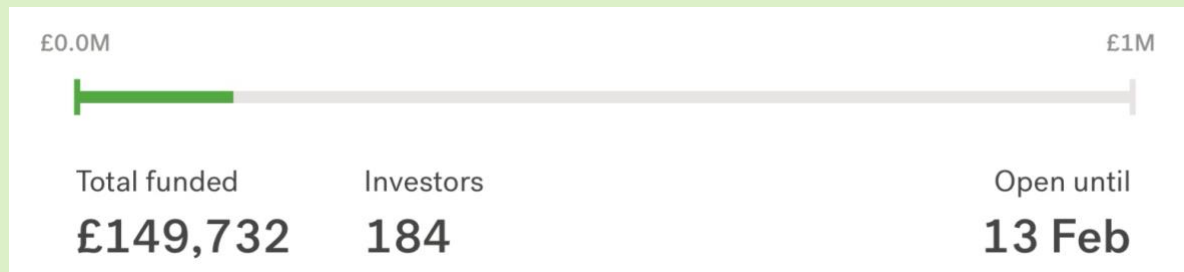 £0.0M £1M
Total funded Investors Open until
£149,732 184 13 Feb